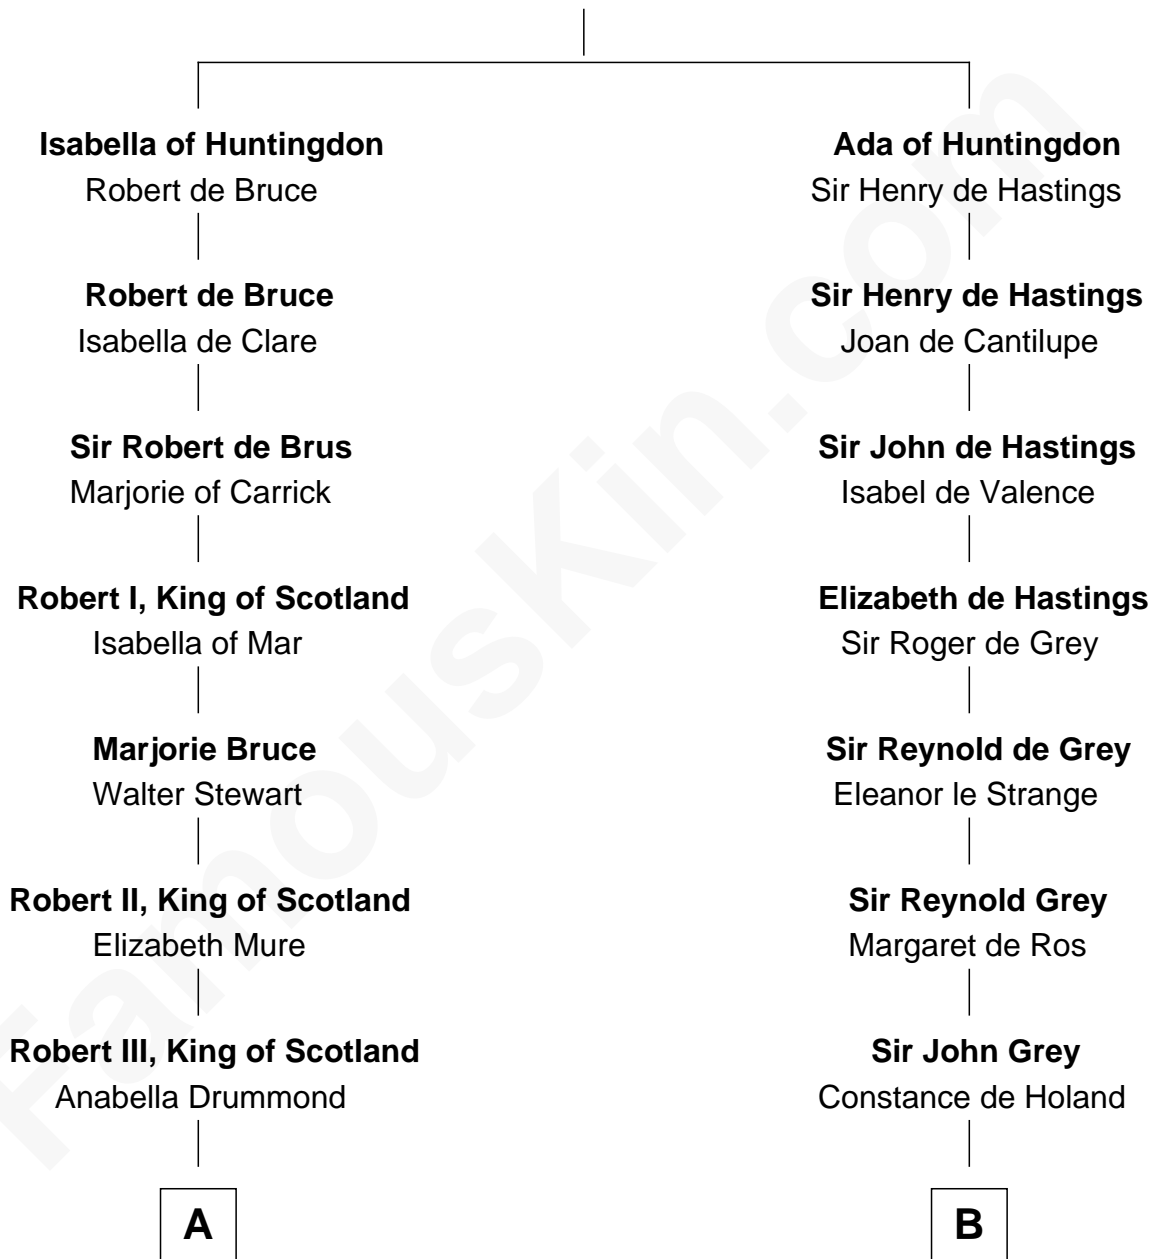 Isabella of Huntingdon
Robert de Bruce
Robert de Bruce
Isabella de Clare
Sir Robert de Brus
Marjorie of Carrick
Robert I, King of Scotland
Isabella of Mar
Marjorie Bruce
Walter Stewart
Robert II, King of Scotland
Elizabeth Mure
Robert III, King of Scotland
Anabella Drummond
A
Ada of Huntingdon
Sir Henry de Hastings
Sir Henry de Hastings
Joan de Cantilupe
Sir John de Hastings
Isabel de Valence
Elizabeth de Hastings
Sir Roger de Grey
Sir Reynold de Grey
Eleanor le Strange
Sir Reynold Grey
Margaret de Ros
Sir John Grey
Constance de Holand
B
FamousKin.com